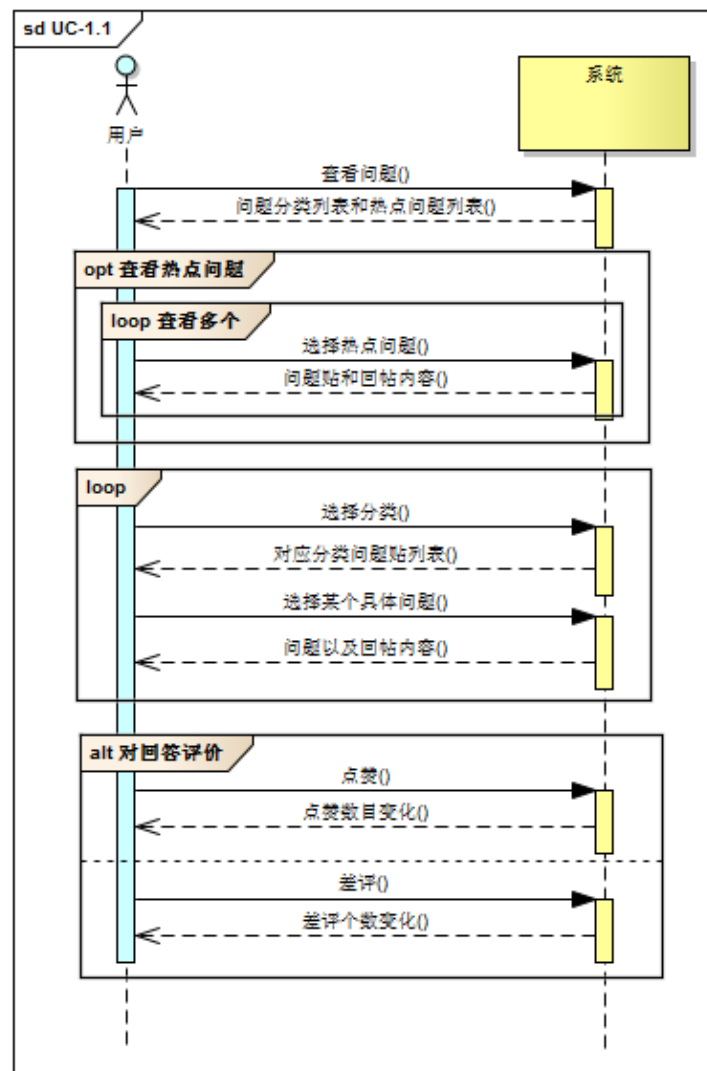 sd UC-1.1
用户
系统
查看问题()
问题分类列表和热点问题列表()
opt 查看热点问题
loop 查看多个
选择热点问题()
问题贴和回帖内容()
loop
选择分类()
对应分类问题贴列表()
选择某个具体问题()
问题以及回帖内容()
alt 对回答评价
点赞()
点赞数目变化()
差评()
差评个数变化()